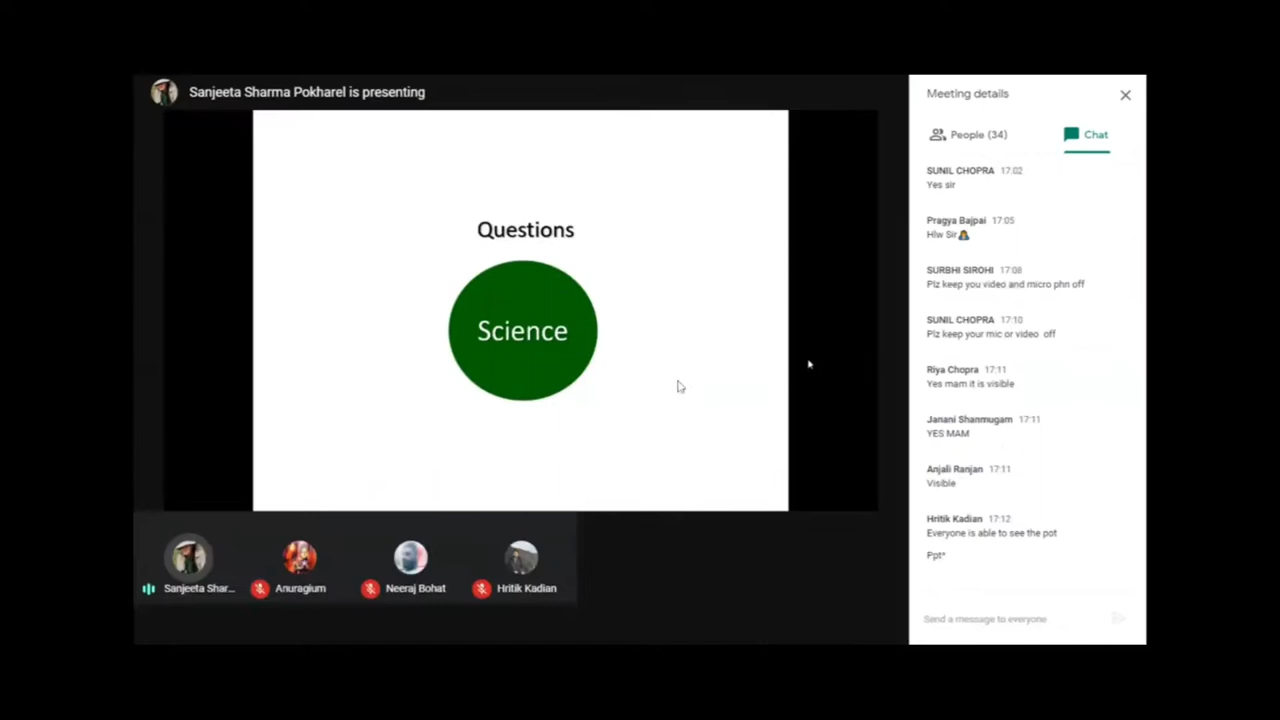 Sanjeeta Sharma Pokharel is presenting
Questions
Science
Sanjeeta Shar...
Anuragium
Neeraj Bohat
Hritik Kadian
Meeting details
People (34)
Chat
SUNIL CHOPRA 17:02
Yes sir
Pragya Bajpai 17:05
Hlw Sir
SURBHI SIROHI 17:08
Plz keep you video and micro phn off
SUNIL CHOPRA 17:10
Plz keep your mic or video off
Riya Chopra 17:11
Yes mam it is visible
Janani Shanmugam 17:11
YES MAM
Anjali Ranjan 17:11
Visible
Hritik Kadian 17:12
Everyone is able to see the pot
Ppt*
Send a message to everyone